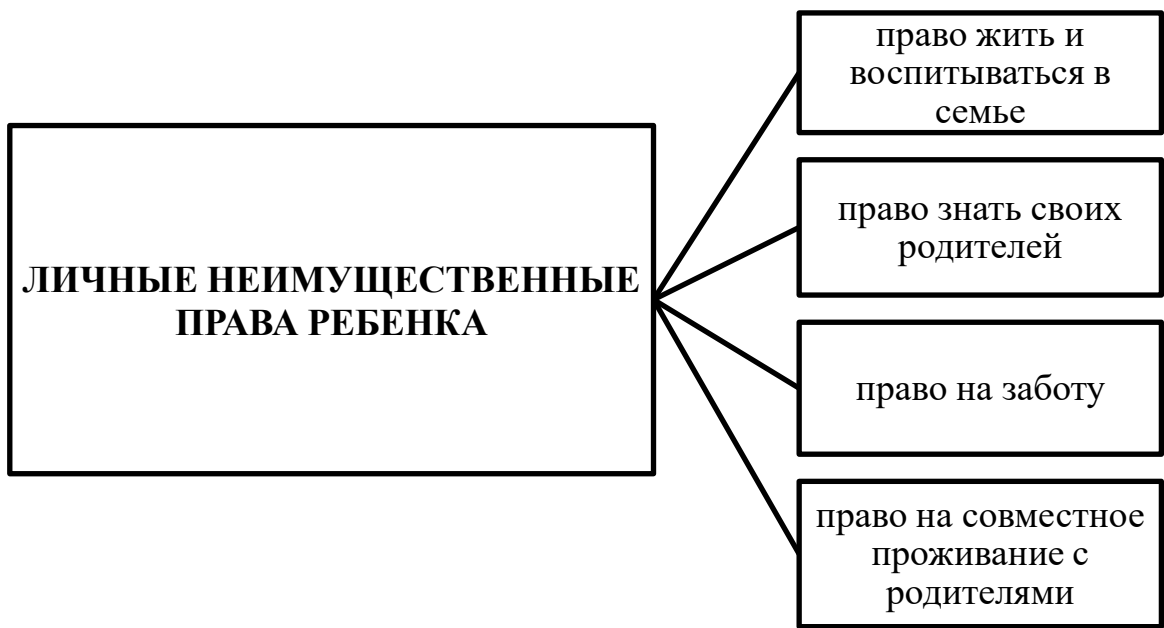 ЛИЧНЫЕ НЕИМУЩЕСТВЕННЫЕ
ПРАВА РЕБЕНКА
право жить и
воспитываться в
семье
право знать своих
родителей
право на заботу
право на совместное
проживание с
родителями